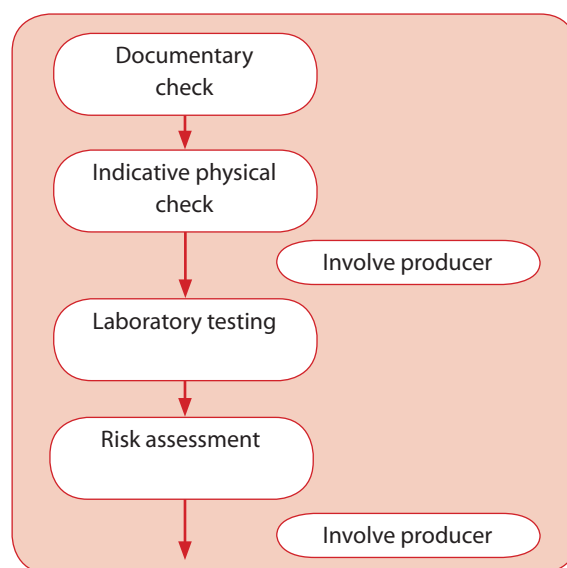 Documentary
check
Indicative physical
check
Involve producer
Laboratory testing
Risk assessment
Involve producer